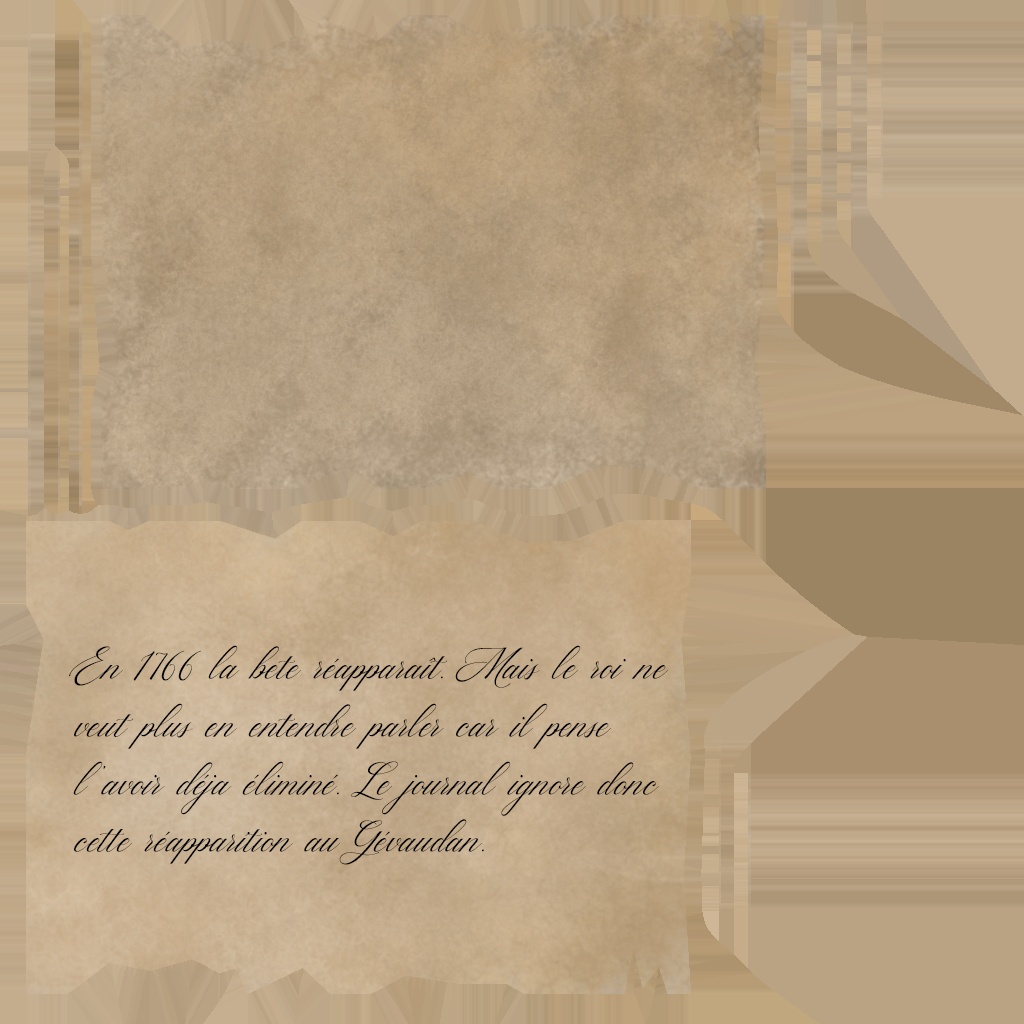 En 1766 la bete réapparaît. Mais le roi ne
veut plus en entendre parler car il pense
l'avoir déja éliminé. Le journal ignore donc
cette réapparition au Gévaudan.